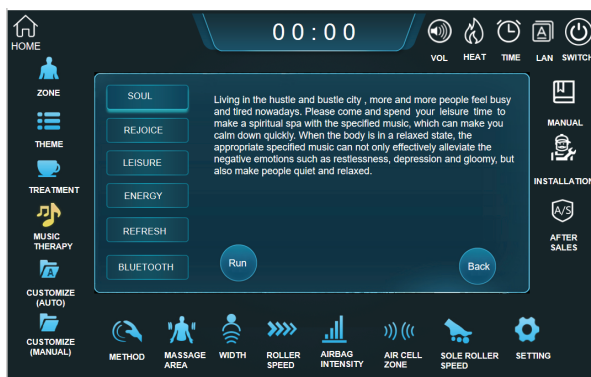 00:00
HOME
VOL
HEAT
TIME
A
LAN
SWITCH
ZONE
THEME
TREATMENT
MUSIC
THERAPY
A
CUSTOMIZE
(AUTO)
CUSTOMIZE
(MANUAL)
SOUL
REJOICE
LEISURE
ENERGY
REFRESH
BLUETOOTH
Living in the hustle and bustle city , more and more people feel busy
and tired nowadays. Please come and spend your leisure time to
make a spiritual spa with the specified music, which can make you
calm down quickly. When the body is in a relaxed state, the
appropriate specified music can not only effectively alleviate the
negative emotions such as restlessness, depression and gloomy, but
also make people quiet and relaxed.
Run
Back
MANUAL
INSTALLATION
A/S
AFTER
SALES
METHOD
MASSAGE
AREA
WIDTH
ROLLER
SPEED
AIRBAG
INTENSITY
AIR CELL
ZONE
SOLE ROLLER
SPEED
SETTING